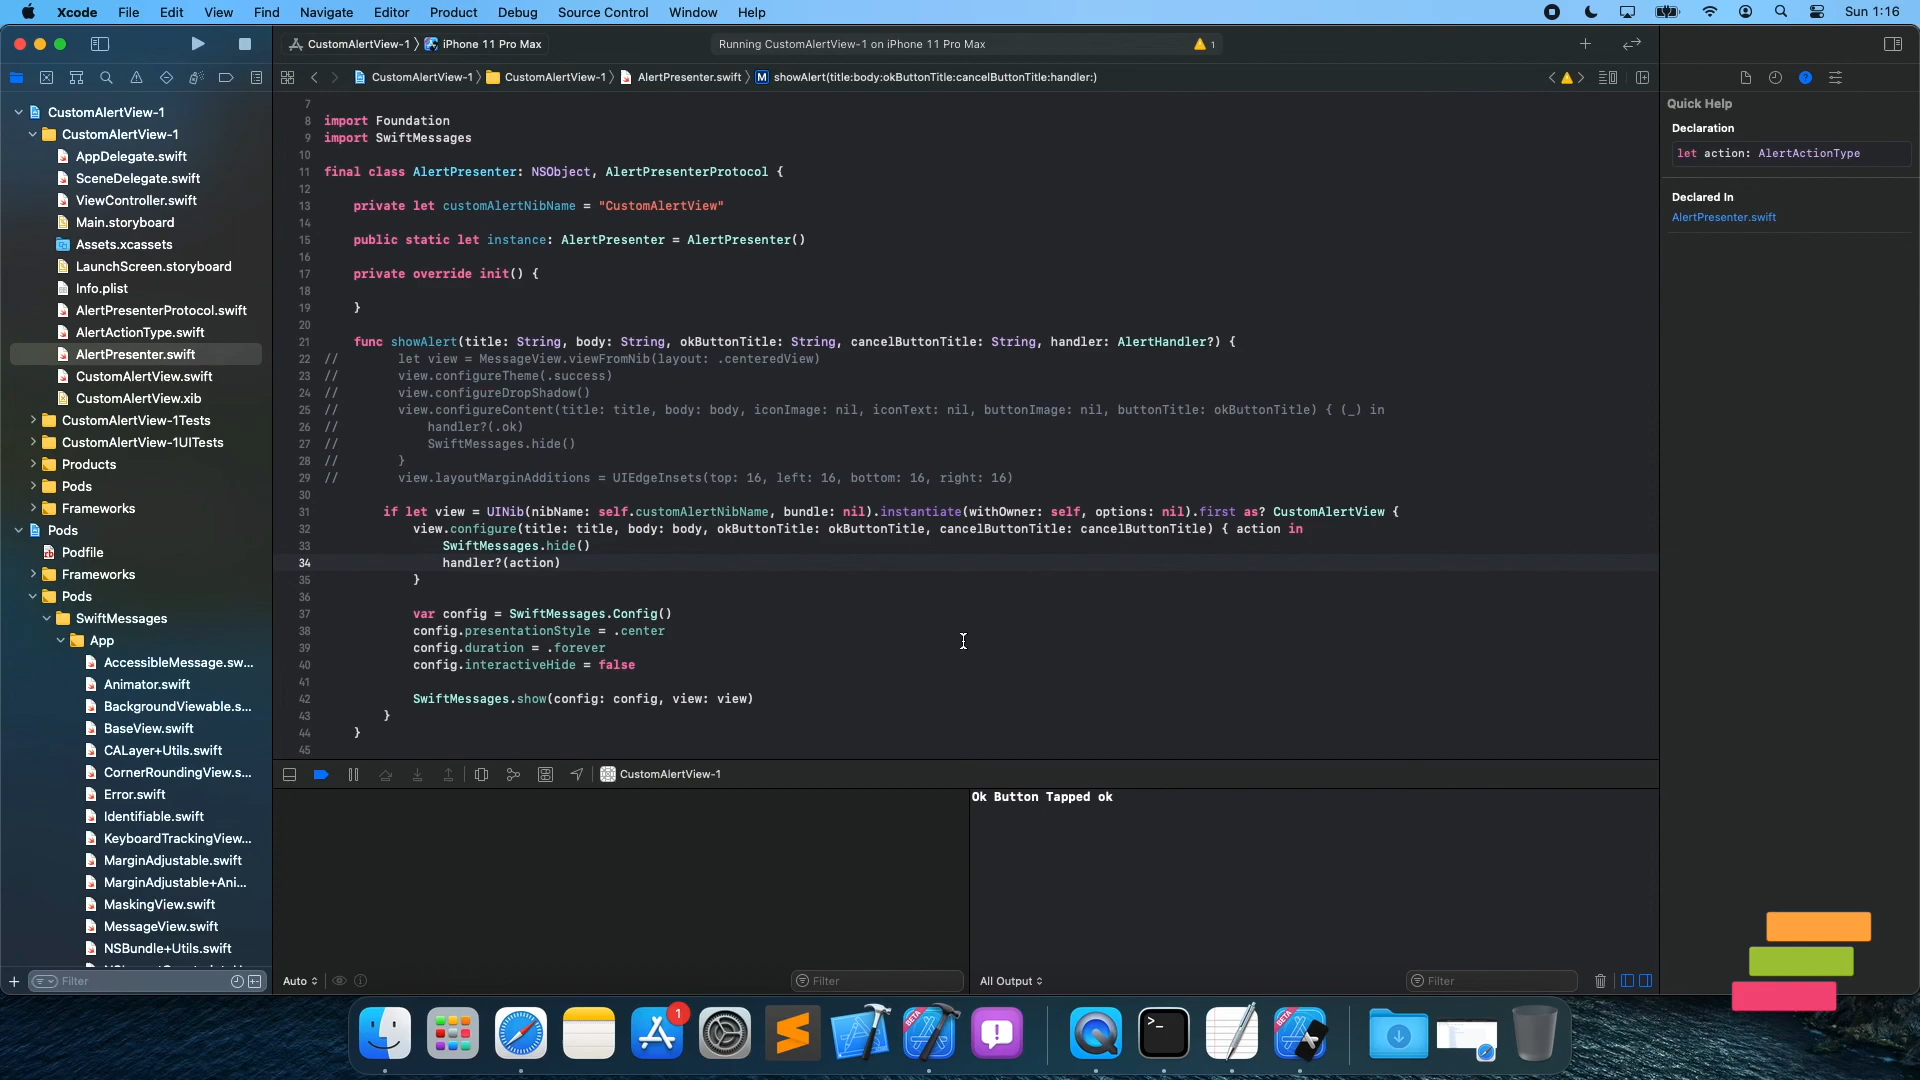 Xcode File Edit View Find Navigate Editor Product Debug Source Control Window Help Sun 1:16
CustomAlertView-1 iPhone 11 Pro Max
Running CustomAlertView-1 on iPhone 11 Pro Max 1
CustomAlertView-1 CustomAlertView-1 AlertPresenter.swift M showAlert(title:body:okButtonTitle:cancelButtonTitle:handler:)
CustomAlertView-1
CustomAlertView-1
AppDelegate.swift
SceneDelegate.swift
ViewController.swift
Main.storyboard
Assets.xcassets
LaunchScreen.storyboard
Info.plist
AlertPresenterProtocol.swift
AlertActionType.swift
AlertPresenter.swift
CustomAlertView.swift
CustomAlertView.xib
CustomAlertView-1Tests
CustomAlertView-1UITests
Products
Pods
Frameworks
Pods
Podfile
Frameworks
Pods
SwiftMessages
App
AccessibleMessage.sw...
Animator.swift
BackgroundViewable.s...
BaseView.swift
CALayer+Utils.swift
CornerRoundingView.s...
Error.swift
Identifiable.swift
KeyboardTrackingView...
MarginAdjustable.swift
MarginAdjustable+Ani...
MaskingView.swift
MessageView.swift
NSBundle+Utils.swift
Filter
7
8 import Foundation
9 import SwiftMessages
10
11 final class AlertPresenter: NSObject, AlertPresenterProtocol {
12
13 private let customAlertNibName = "CustomAlertView"
14
15 public static let instance: AlertPresenter = AlertPresenter()
16
17 private override init() {
18
19 }
20
21 func showAlert(title: String, body: String, okButtonTitle: String, cancelButtonTitle: String, handler: AlertHandler?) {
22 // let view = MessageView.viewFromNib(layout: .centeredView)
23 // view.configureTheme(.success)
24 // view.configureDropShadow()
25 // view.configureContent(title: title, body: body, iconImage: nil, iconText: nil, buttonImage: nil, buttonTitle: okButtonTitle) { (_) in
26 // handler?(.ok)
27 // SwiftMessages.hide()
28 // }
29 // view.layoutMarginAdditions = UIEdgeInsets(top: 16, left: 16, bottom: 16, right: 16)
30
31 if let view = UINib(nibName: self.customAlertNibName, bundle: nil).instantiate(withOwner: self, options: nil).first as? CustomAlertView {
32 view.configure(title: title, body: body, okButtonTitle: okButtonTitle, cancelButtonTitle: cancelButtonTitle) { action in
33 SwiftMessages.hide()
34 handler?(action)
35 }
36
37 var config = SwiftMessages.Config()
38 config.presentationStyle = .center
39 config.duration = .forever
40 config.interactiveHide = false
41
42 SwiftMessages.show(config: config, view: view)
43 }
44 }
45
CustomAlertView-1
Ok Button Tapped ok
Auto Filter All Output Filter
Quick Help
Declaration
let action: AlertActionType
Declared In
AlertPresenter.swift
1
BETA
BETA